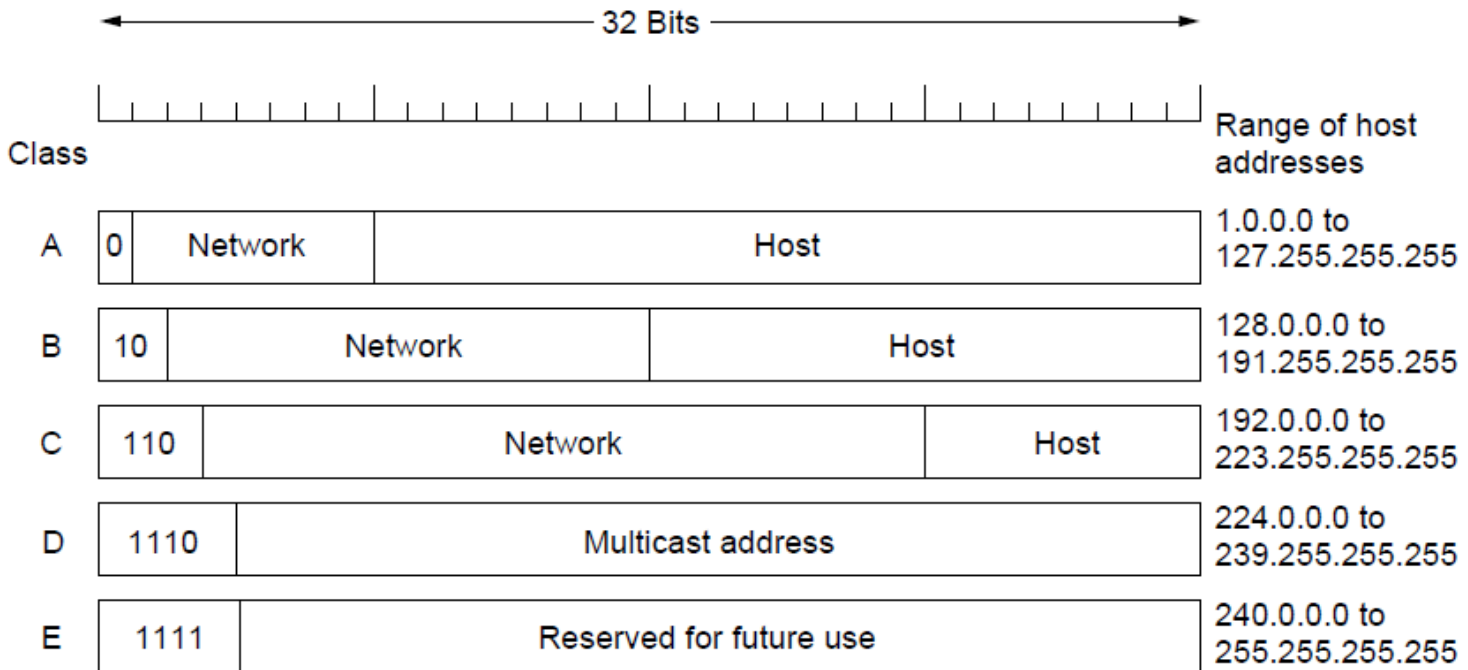 32 Bits
Range of host
addresses
Class
A
0
Network
Host
1.0.0.0 to
127.255.255.255
B
10
Network
Host
128.0.0.0 to
191.255.255.255
C
110
Network
Host
192.0.0.0 to
223.255.255.255
D
1110
Multicast address
224.0.0.0 to
239.255.255.255
E
1111
Reserved for future use
240.0.0.0 to
255.255.255.255